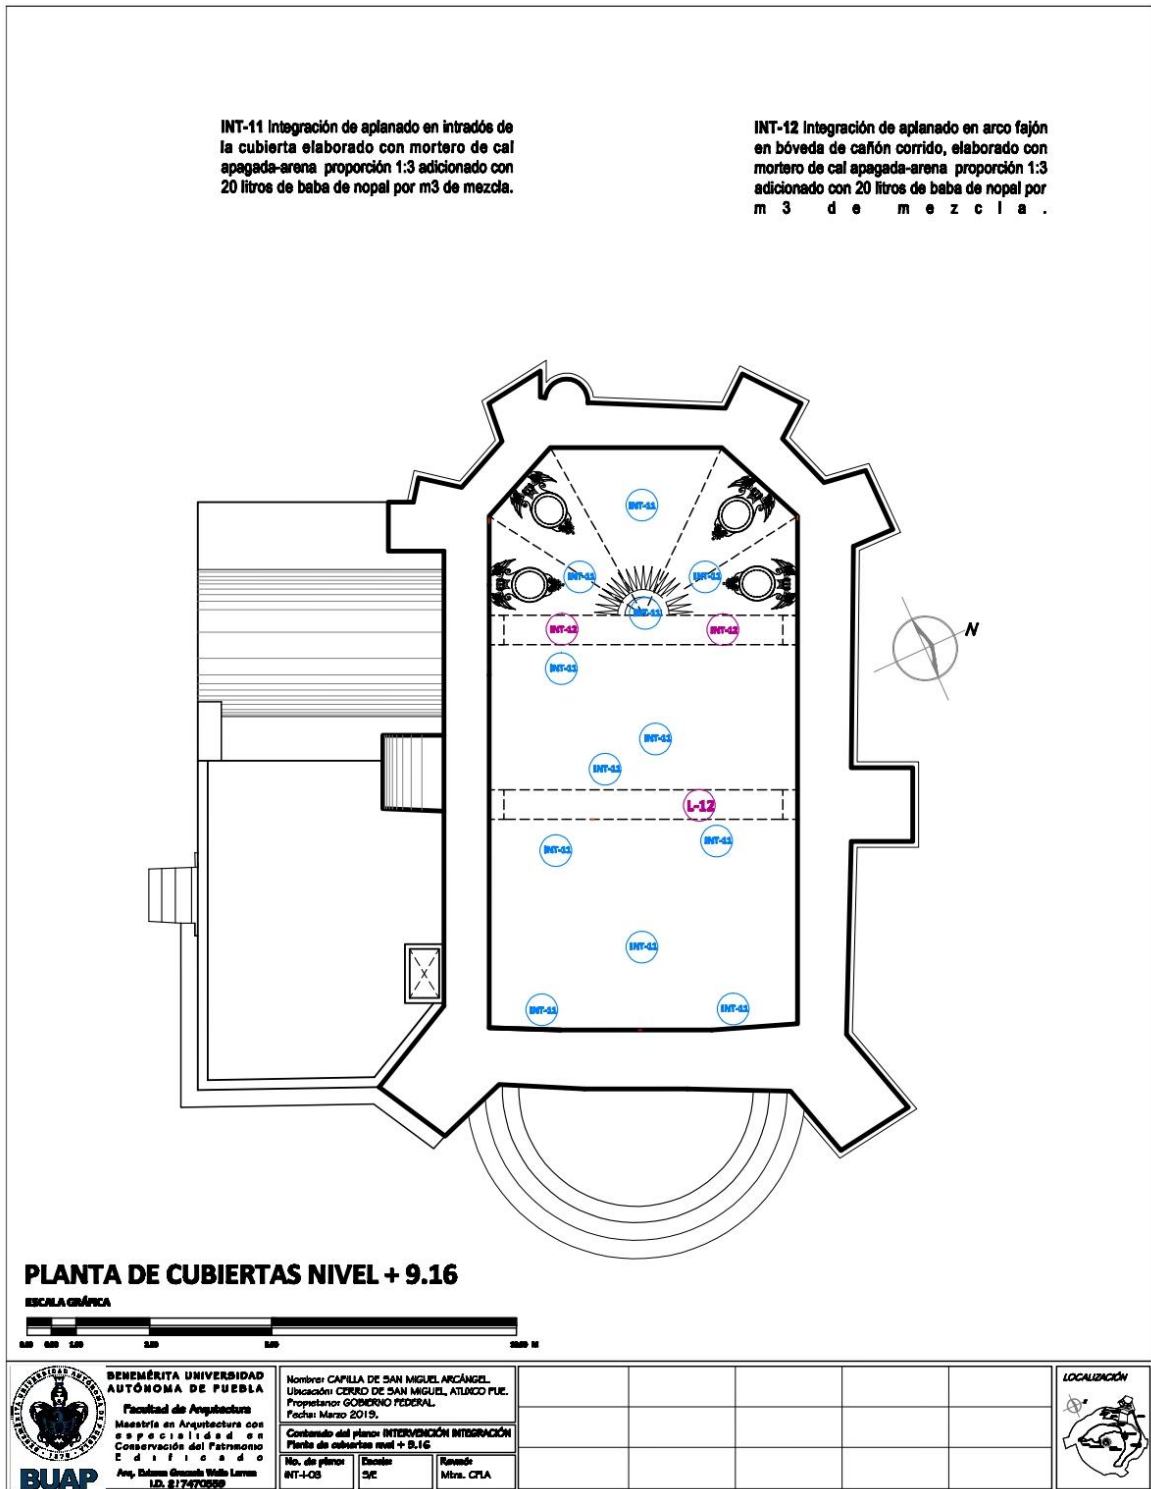 INT-11 Integración de aplanado en intradós de
la cubierta elaborado con mortero de cal
apagada-arena proporción 1:3 adicionado con
20 litros de baba de nopal por m3 de mezcla.
INT-12 Integración de aplanado en arco fajón
en bóveda de cañón corrido, elaborado con
mortero de cal apagada-arena proporción 1:3
adicionado con 20 litros de baba de nopal por
m 3 d e m e z c l a .
INT-11
INT-11
INT-11
INT-11
INT-12
INT-12
N
INT-11
INT-11
INT-11
L-12
INT-11
INT-11
INT-11
INT-11
INT-11
X
PLANTA DE CUBIERTAS NIVEL + 9.16
ESCALA GRÁFICA
BENEMÉRITA UNIVERSIDAD
AUTÓNOMA DE PUEBLA
Facultad de Arquitectura
Maestría en Arquitectura con
e s p e c i a l i d a d e n
Conservación del Patrimonio
E d i f i c a d o
BUAP
Nombre: CAPILLA DE SAN MIGUEL ARCÁNGEL.
Ubicación: CERRO DE SAN MIGUEL, ATLIXCO PUE.
Propietario: GOBIERNO FEDERAL.
Fecha: Marzo 2019.
Contenido del plano: INTERVENCIÓN INTEGRACIÓN
Planta de cubiertas nivel + 9.16
No. de plano:
INT-I-03
Escala:
S/E
Revisó:
Mtra. CPLA
LOCALIZACIÓN